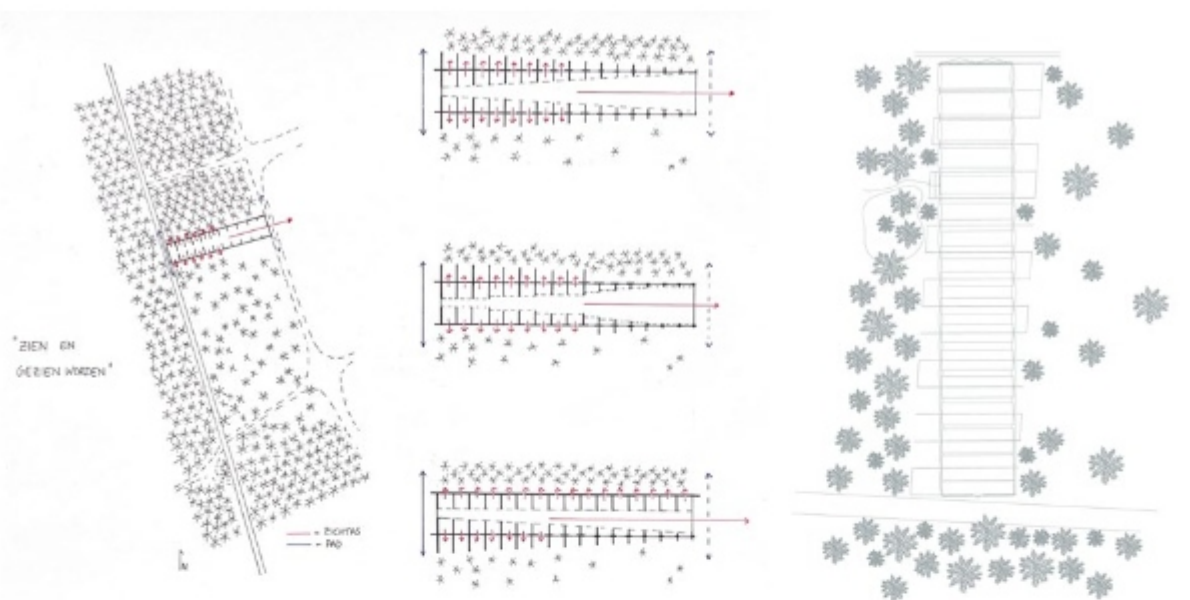 "ZIEN EN
GEZIEN WORDEN"
= ZICHTAS
= PAD
N